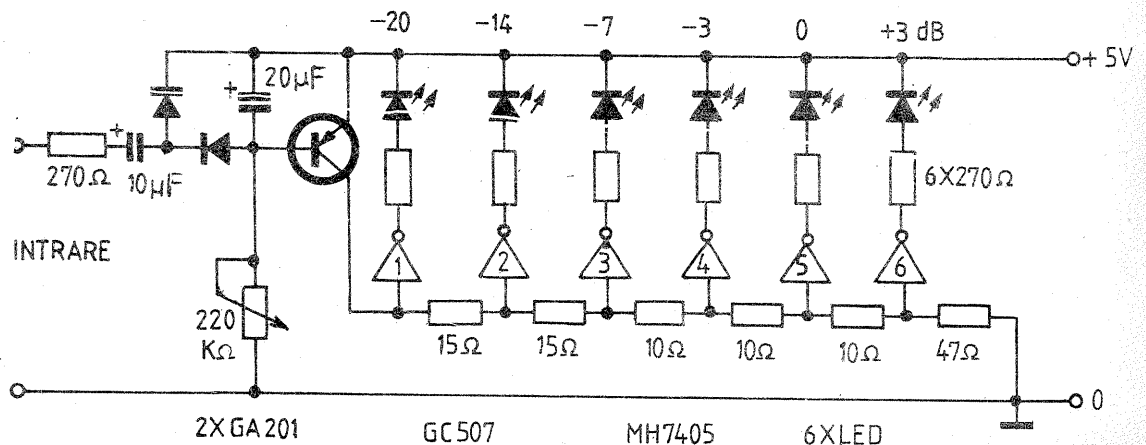 -20 -14 -7 -3 0 +3 dB
+ 5V
+ 20µF
+
270Ω 10µF
6X270Ω
INTRARE
1 2 3 4 5 6
220
KΩ
15Ω 15Ω 10Ω 10Ω 10Ω 47Ω
0
2XGA201 GC507 MH7405 6XLED